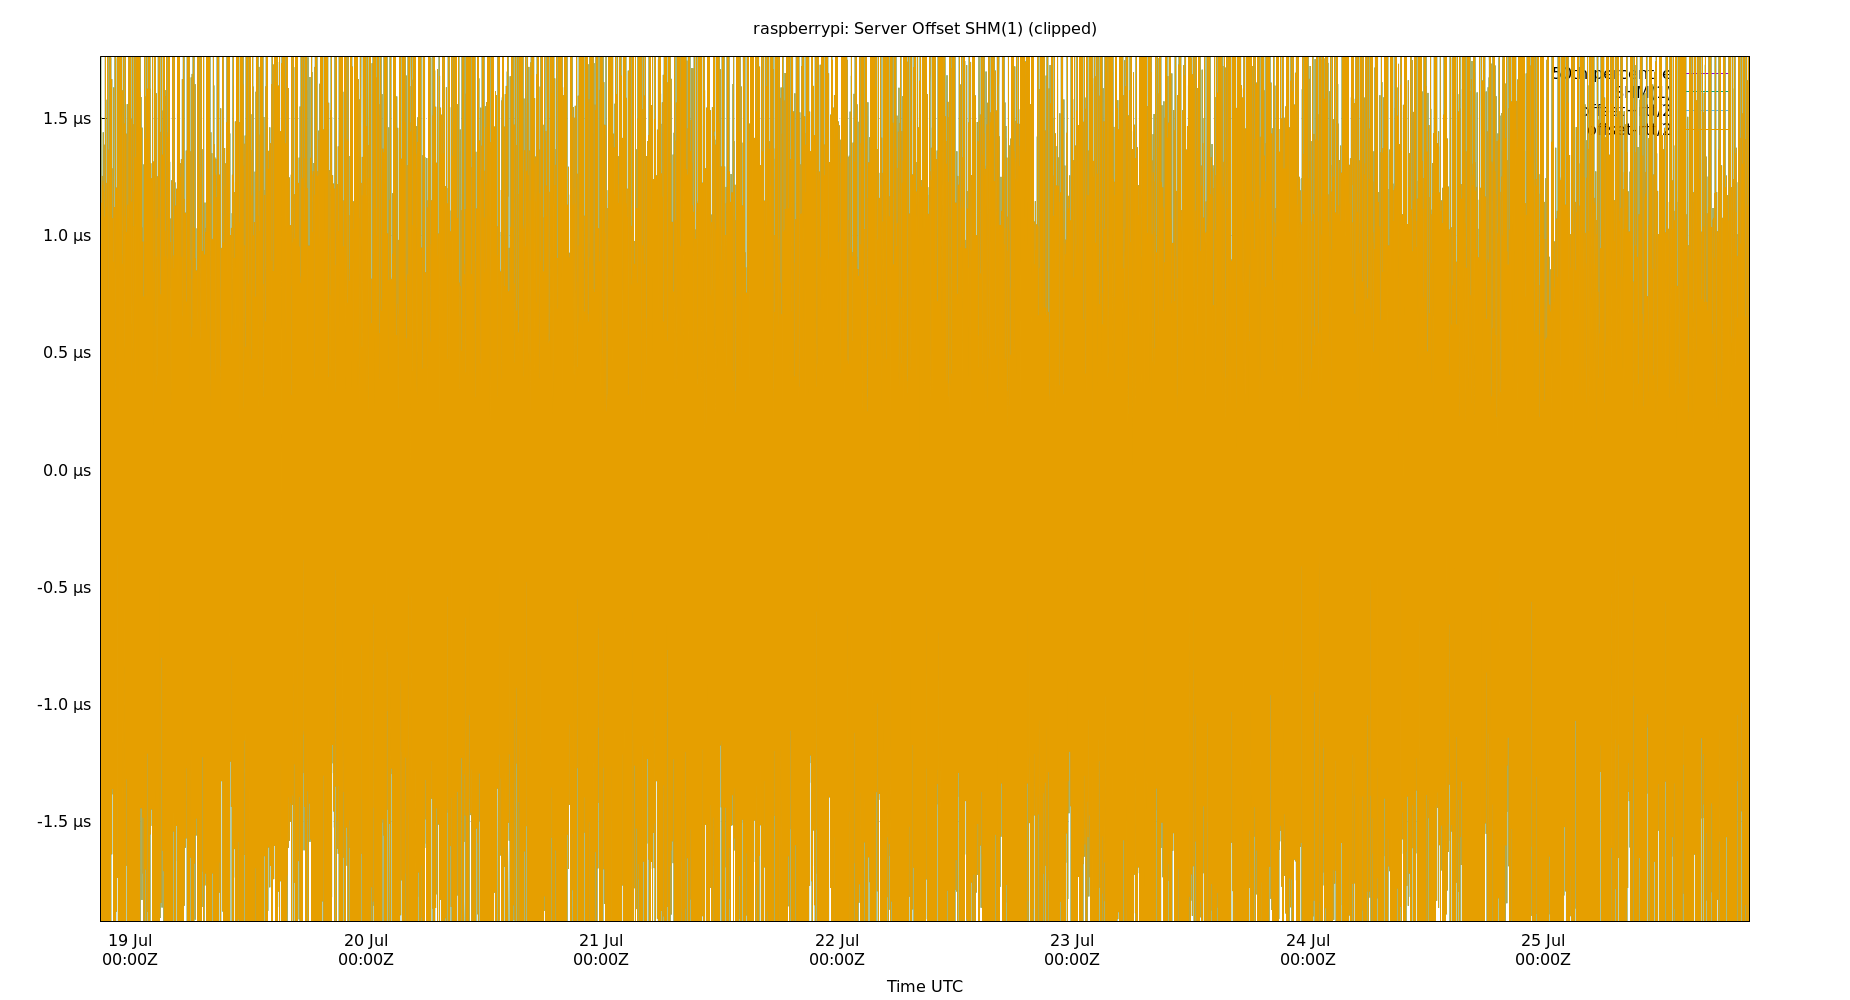 raspberrypi: Server Offset SHM(1) (clipped)
1.5 µs
1.0 µs
0.5 µs
0.0 µs
-0.5 µs
-1.0 µs
-1.5 µs
19 Jul 20 Jul 21 Jul 22 Jul 23 Jul 24 Jul 25 Jul
00:00Z 00:00Z 00:00Z 00:00Z 00:00Z 00:00Z 00:00Z
Time UTC